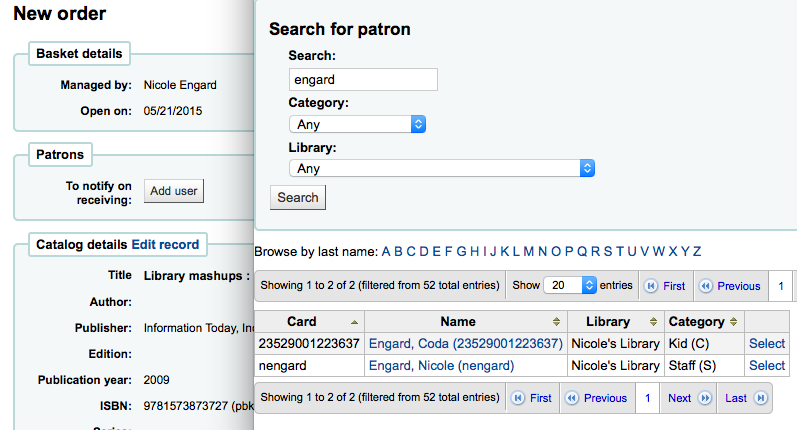 New order
Basket details
Managed by: Nicole Engard
Open on: 05/21/2015
Patrons
To notify on receiving: Add user
Catalog details Edit record
Title Library mashups :
Author:
Publisher: Information Today, In
Edition:
Publication year: 2009
ISBN: 9781573873727 (pbk
Search for patron
Search:
engard
Category:
Any
Library:
Any
Search
Browse by last name: A B C D E F G H I J K L M N O P Q R S T U V W X Y Z
Showing 1 to 2 of 2 (filtered from 52 total entries) Show 20 entries First Previous 1
Card Name Library Category
23529001223637 Engard, Coda (23529001223637) Nicole's Library Kid (C) Select
nengard Engard, Nicole (nengard) Nicole's Library Staff (S) Select
Showing 1 to 2 of 2 (filtered from 52 total entries) First Previous 1 Next Last